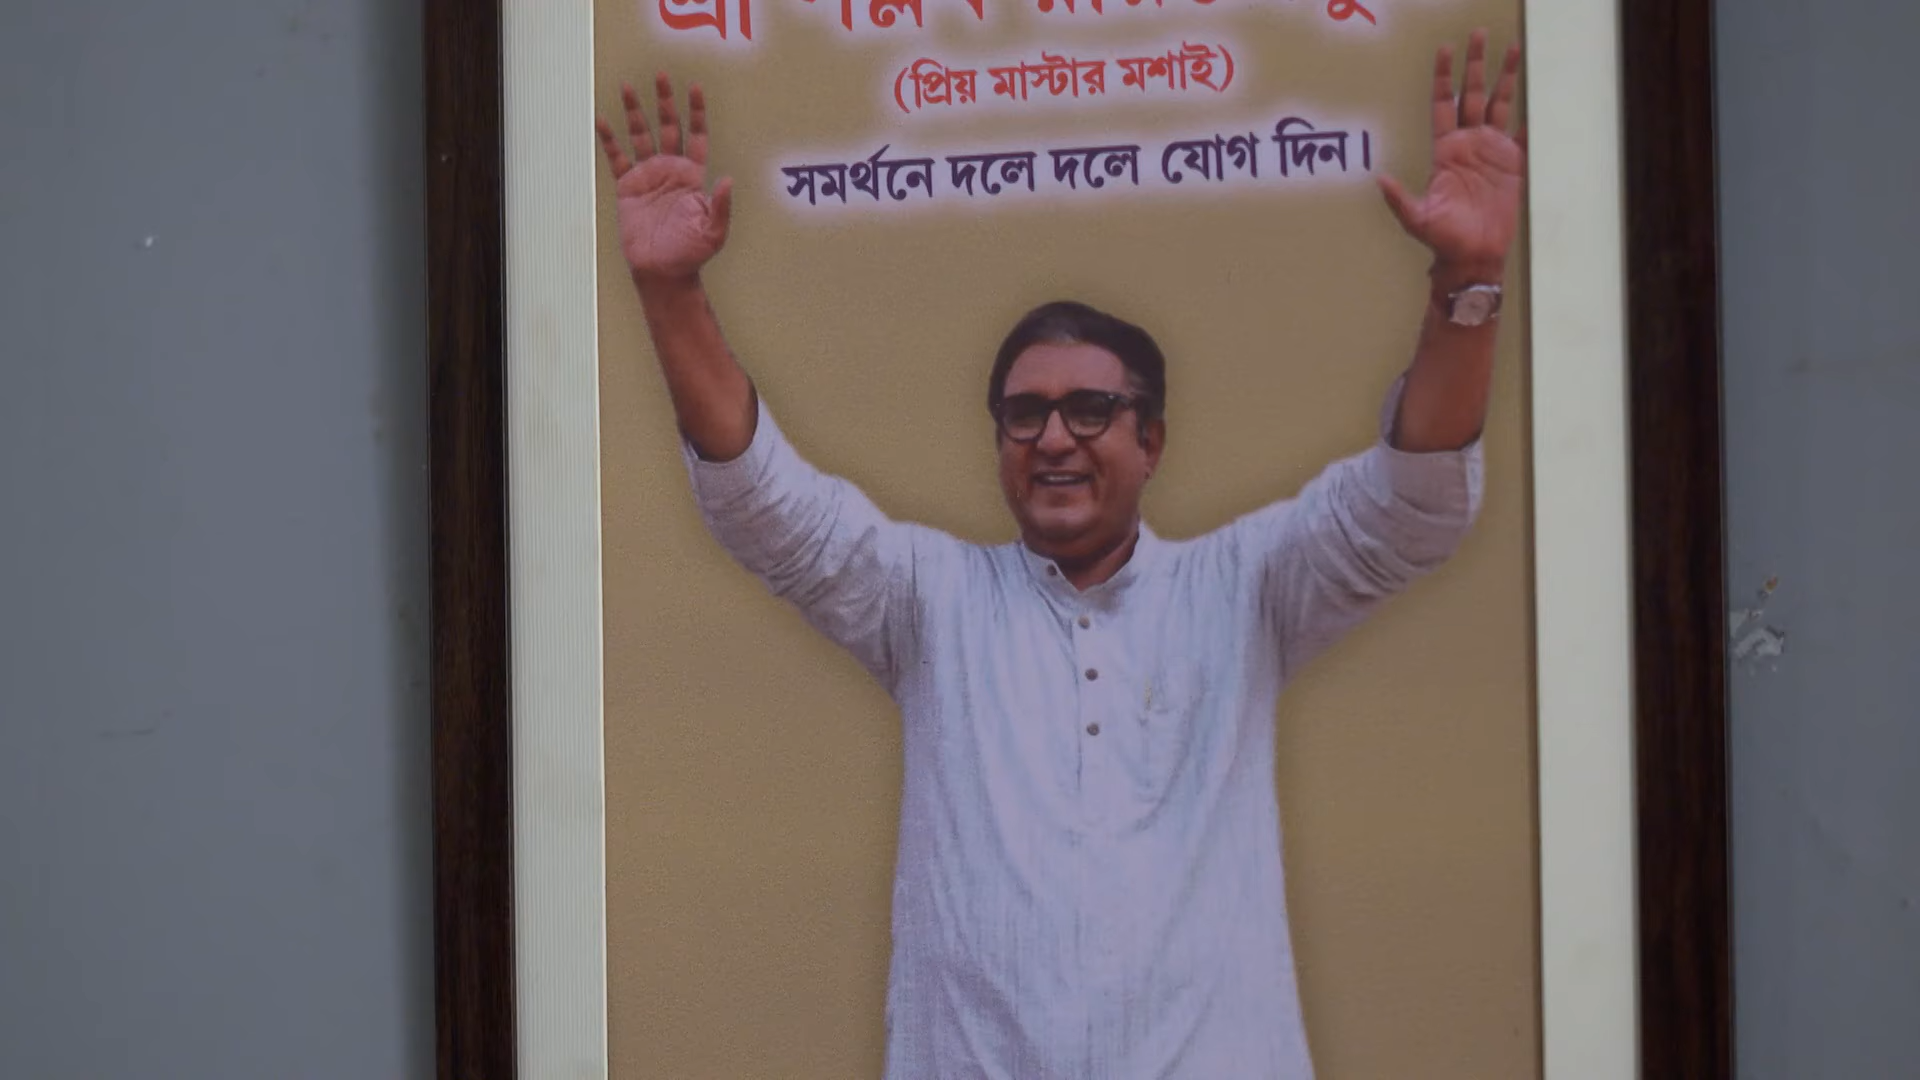 শ্রী
(প্রিয় মাস্টার মশাই)
সমর্থনে দলে দলে যোগ দিন।